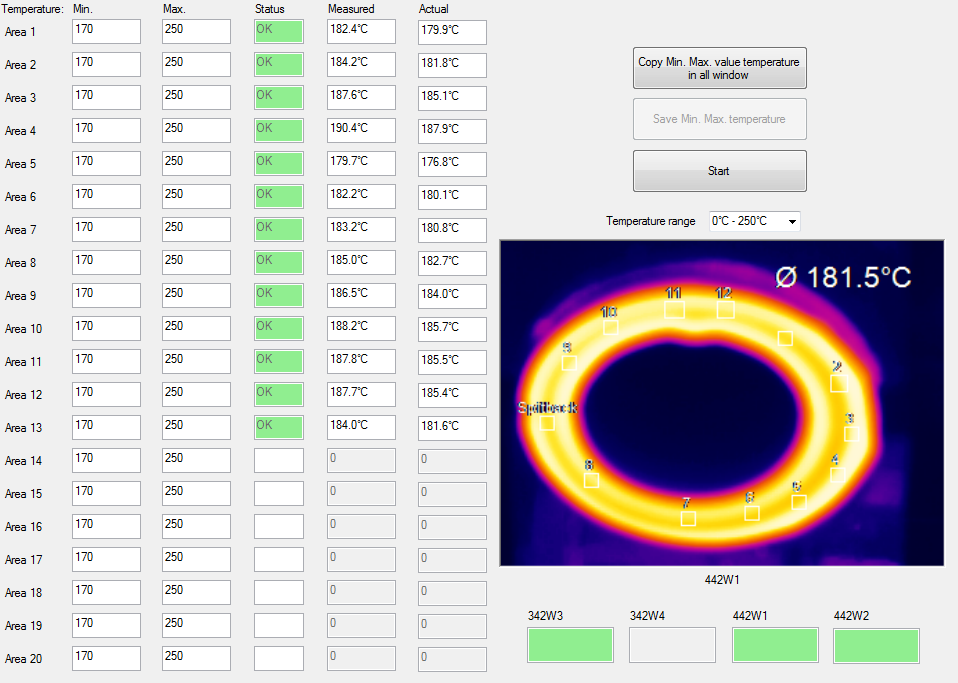 Temperature: Min. Max. Status Measured Actual
Area 1 170 250 OK 182.4°C 179.9°C
Area 2 170 250 OK 184.2°C 181.8°C
Area 3 170 250 OK 187.6°C 185.1°C
Area 4 170 250 OK 190.4°C 187.9°C
Area 5 170 250 OK 179.7°C 176.8°C
Area 6 170 250 OK 182.2°C 180.1°C
Area 7 170 250 OK 183.2°C 180.8°C
Area 8 170 250 OK 185.0°C 182.7°C
Area 9 170 250 OK 186.5°C 184.0°C
Area 10 170 250 OK 188.2°C 185.7°C
Area 11 170 250 OK 187.8°C 185.5°C
Area 12 170 250 OK 187.7°C 185.4°C
Area 13 170 250 OK 184.0°C 181.6°C
Area 14 170 250 0 0
Area 15 170 250 0 0
Area 16 170 250 0 0
Area 17 170 250 0 0
Area 18 170 250 0 0
Area 19 170 250 0 0
Area 20 170 250 0 0
Copy Min. Max. value temperature
in all window
Save Min. Max. temperature
Start
Temperature range 0°C - 250°C
Ø 181.5°C
11 12
10
2
3
4
7
442W1
342W3 342W4 442W1 442W2